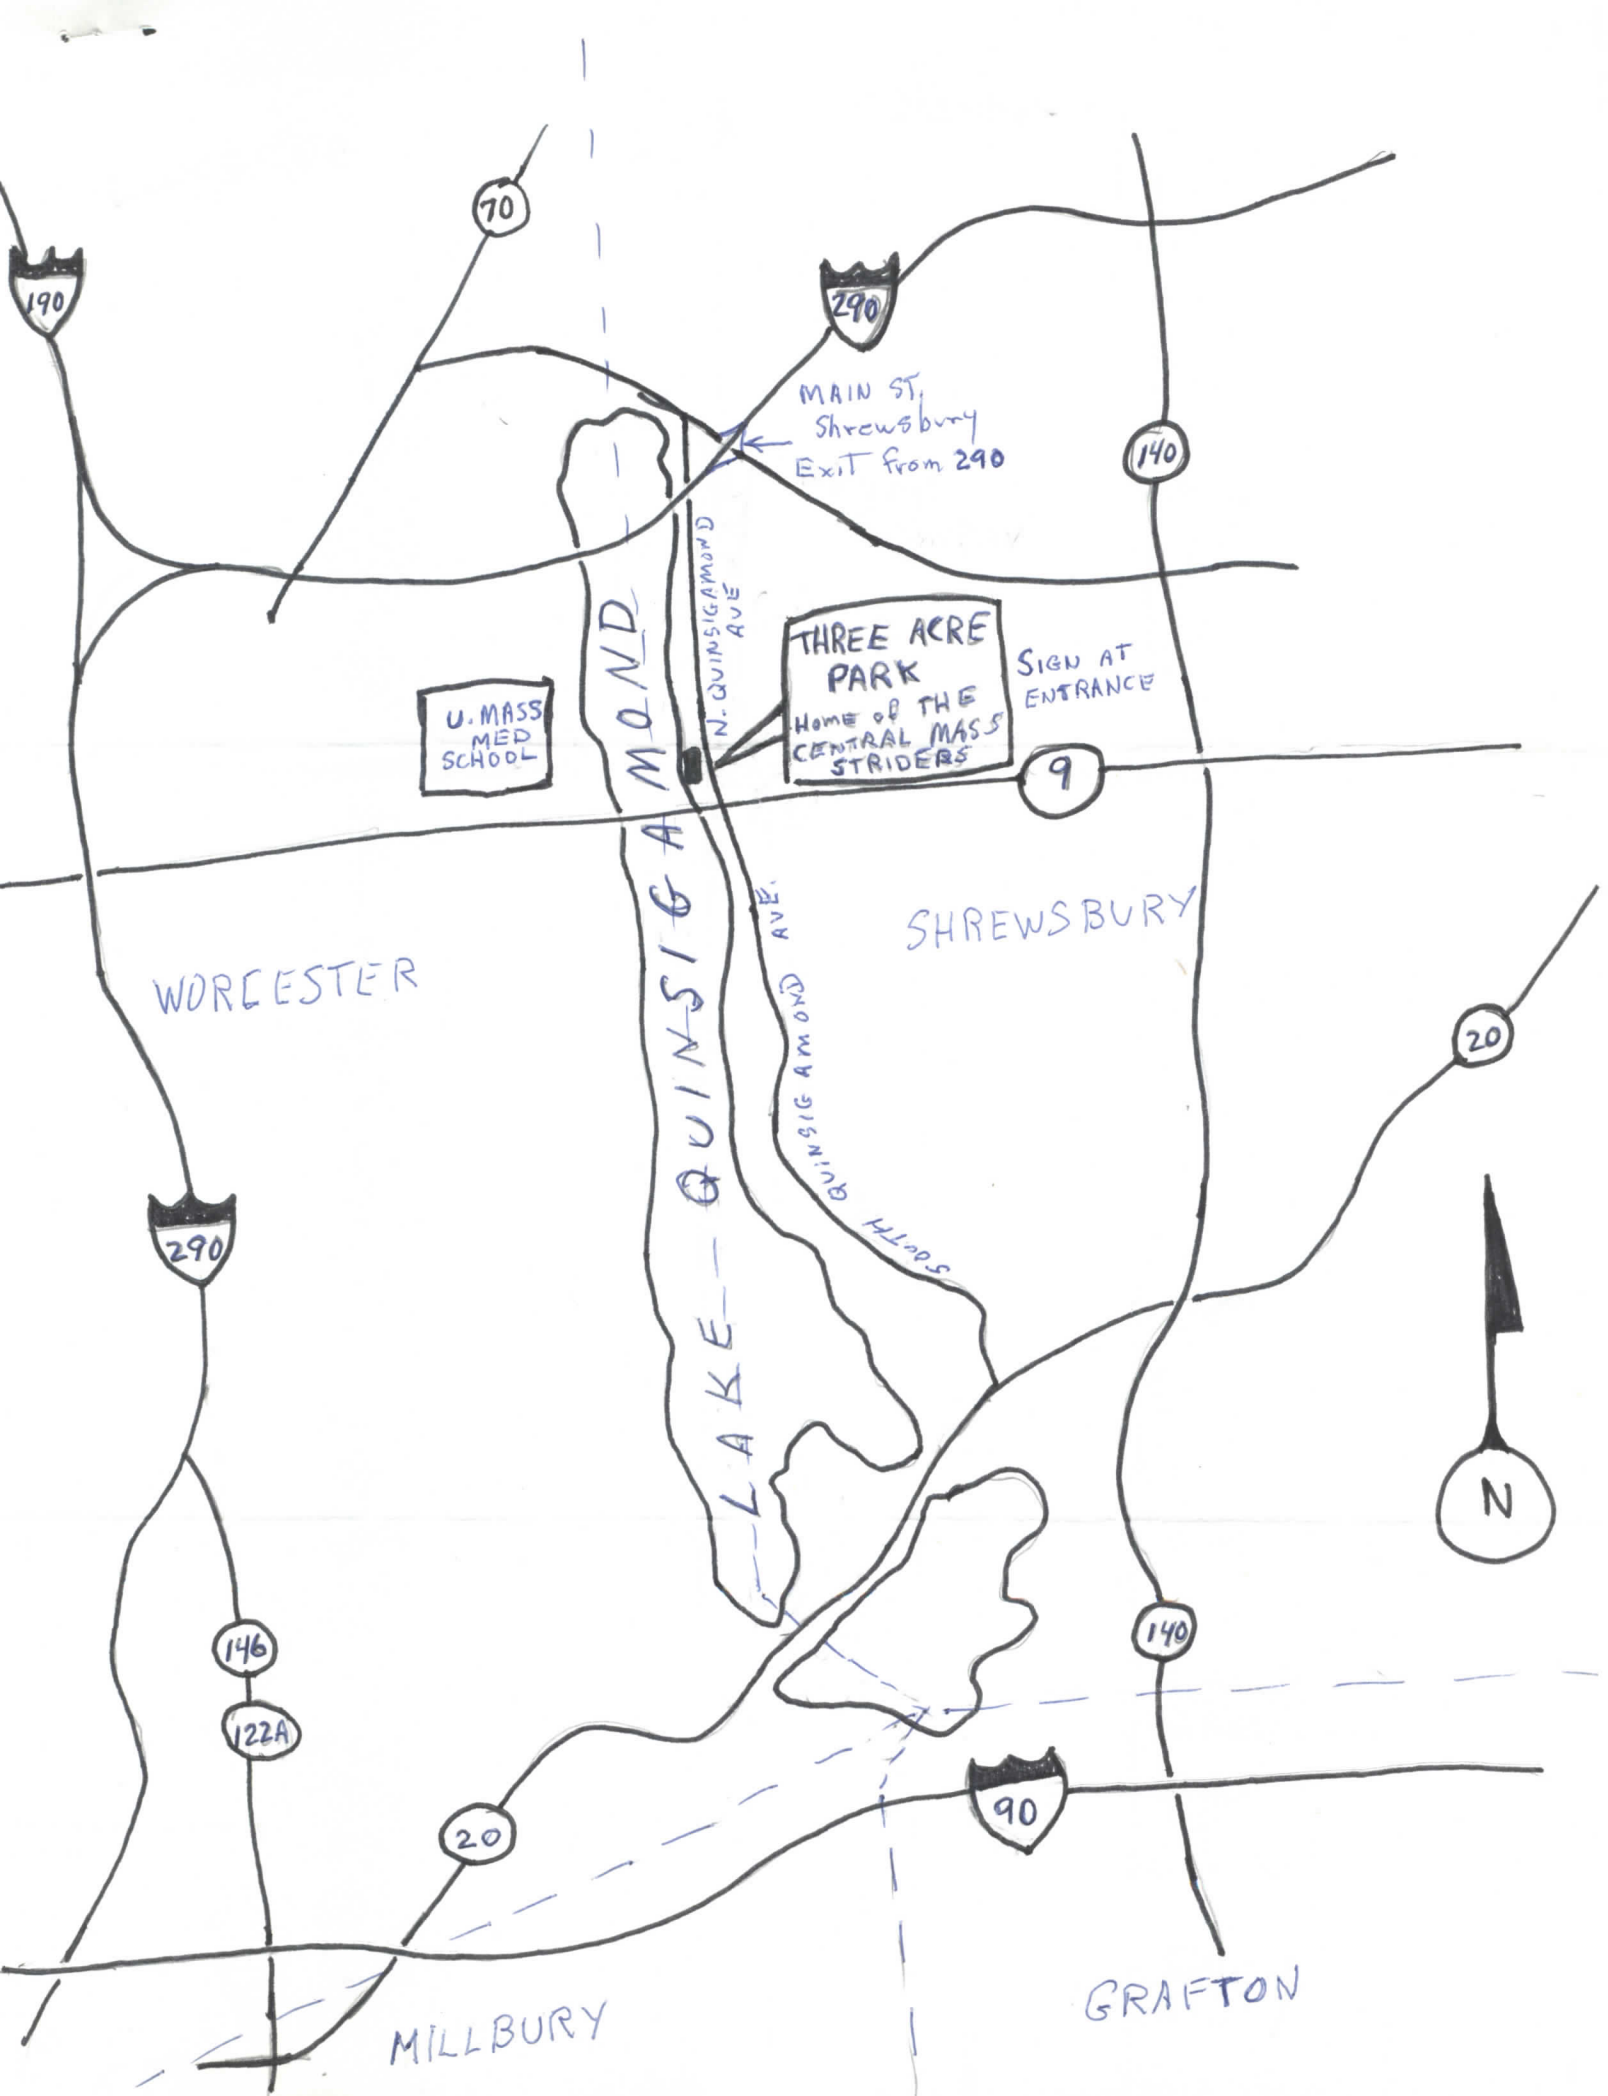 70
190
290
MAIN ST,
Shrewsbury
Exit from 290
140
N. QUINSIGAMOND
AVE
THREE ACRE
PARK
Home of THE
CENTRAL MASS
STRIDERS
SIGN AT
ENTRANCE
U. MASS
MED
SCHOOL
9
LAKE QUINSIGAMOND
SOUTH QUINSIGAMOND AVE.
SHREWSBURY
WORCESTER
20
290
N
146
140
122A
90
20
GRAFTON
MILLBURY